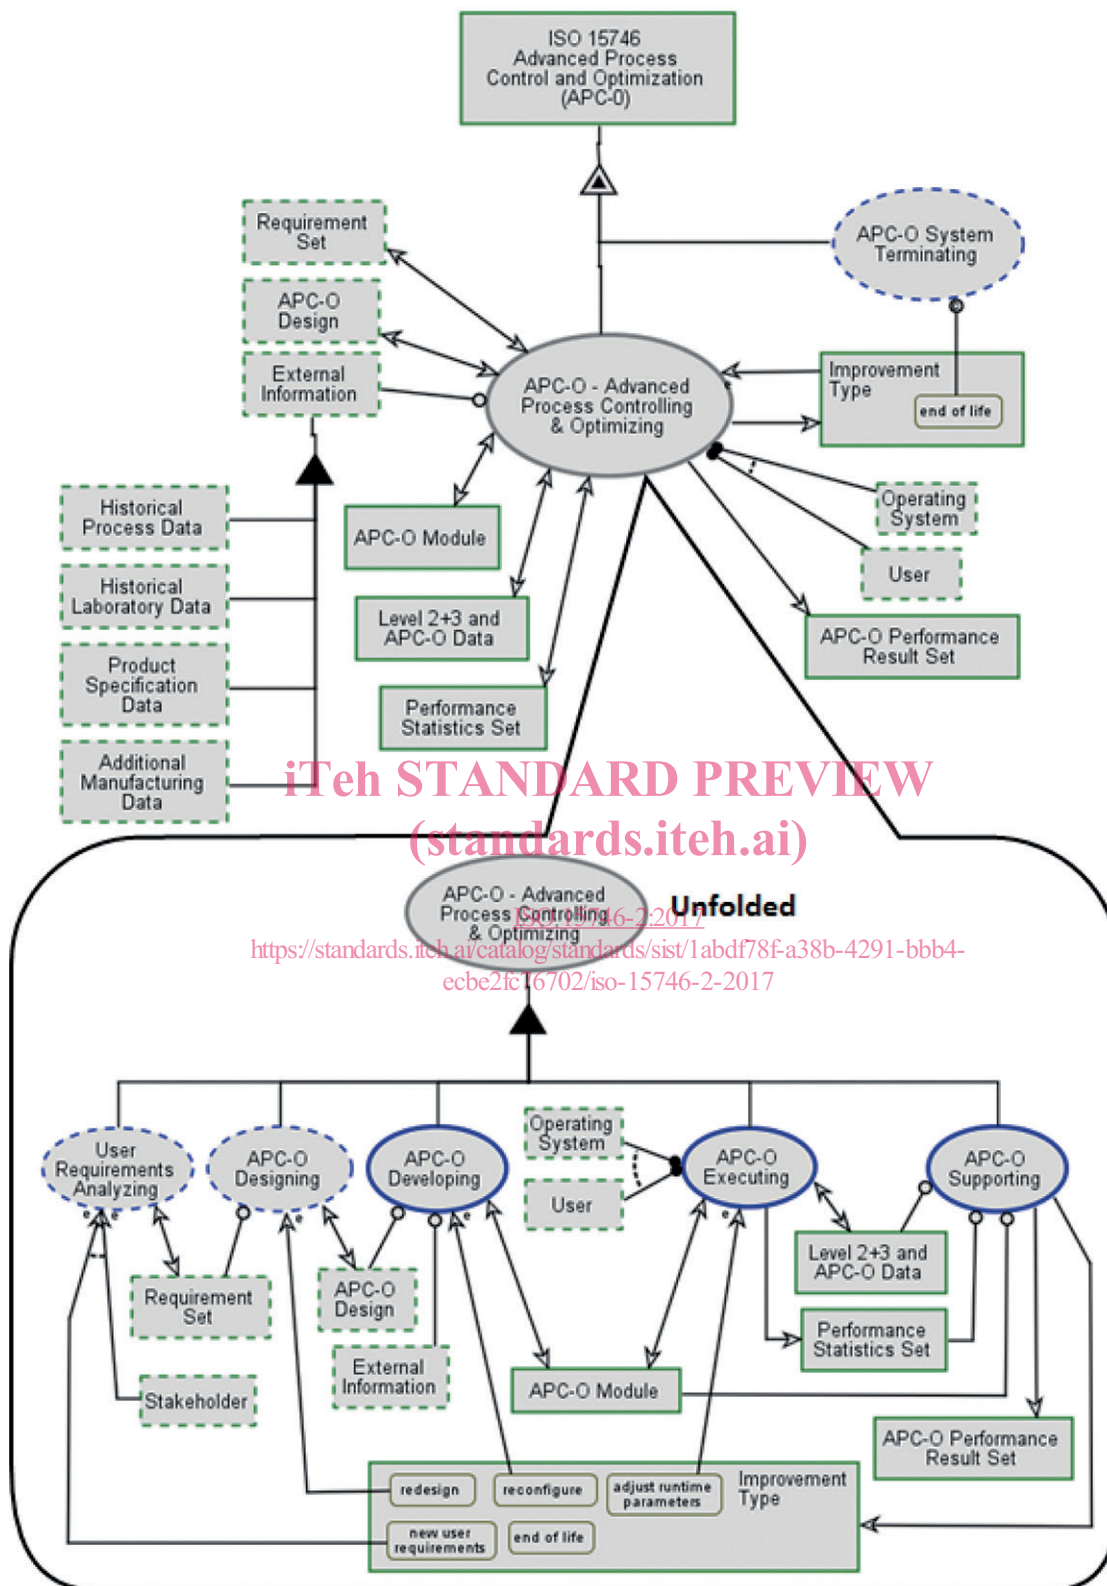 ISO 15746
Advanced Process
Control and Optimization
(APC-0)
Requirement
Set
APC-O System
Terminating
APC-O
Design
External
Information
APC-O - Advanced
Process Controlling
& Optimizing
e
Improvement
Type
end of life
Historical
Process Data
Operating
System
APC-O Module
User
Historical
Laboratory Data
Level 2+3 and
APC-O Data
APC-O Performance
Result Set
Product
Specification
Data
Performance
Statistics Set
Additional
Manufacturing
Data
iTeh STANDARD PREVIEW
(standards.iteh.ai)
APC-O - Advanced
Process Controlling
& Optimizing
Unfolded
ISO 15746-2:2017
https://standards.iteh.ai/catalog/standards/sist/1abdf78f-a38b-4291-bbb4-
ecbe2fc76702/iso-15746-2-2017
User
Requirements
Analyzing
APC-O
Designing
APC-O
Developing
Operating
System
User
APC-O
Executing
APC-O
Supporting
e
e
e
e
e
Requirement
Set
APC-O
Design
Level 2+3 and
APC-O Data
Stakeholder
External
Information
APC-O Module
Performance
Statistics Set
APC-O Performance
Result Set
redesign
reconfigure
adjust runtime
parameters
Improvement
Type
new user
requirements
end of life